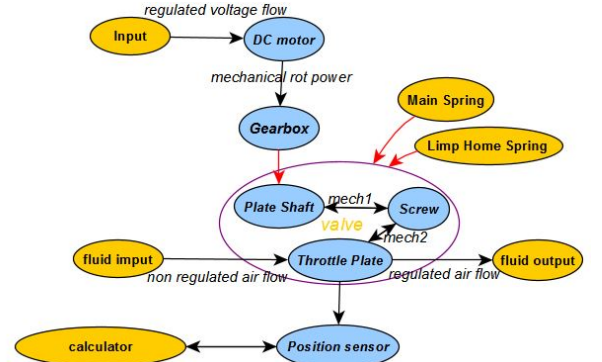 regulated voltage flow
Input
DC motor
mechanical rot power
Main Spring
Gearbox
Limp Home Spring
Plate Shaft
mech1
Screw
valve
mech2
fluid imput
non regulated air flow
Throttle Plate
regulated air flow
fluid output
calculator
Position sensor